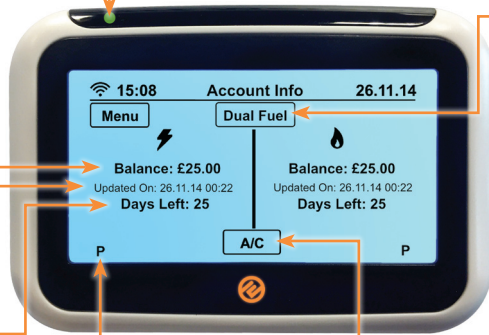 15:08 Account Info 26.11.14
Menu Dual Fuel
Balance: £25.00 Balance: £25.00
Updated On: 26.11.14 00:22 Updated On: 26.11.14 00:22
Days Left: 25 Days Left: 25
P A/C P